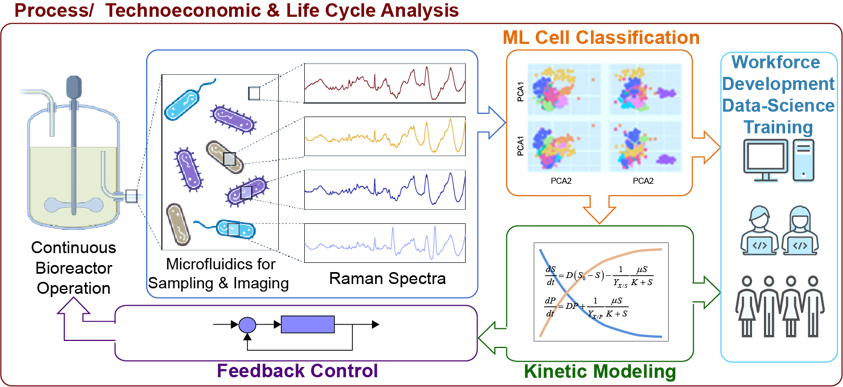 Process/ Technoeconomic & Life Cycle Analysis
Continuous
Bioreactor
Operation
Microfluidics for
Sampling & Imaging
Raman Spectra
ML Cell Classification
PCA1
PCA1
PCA2
PCA2
Workforce
Development
Data-Science
Training
</>
</>
dS/dt = D(S₀ − S) − 1/Y_{X/S} μS/(K + S)
dP/dt = DP + 1/Y_{X/P} μS/(K + S)
Kinetic Modeling
Feedback Control